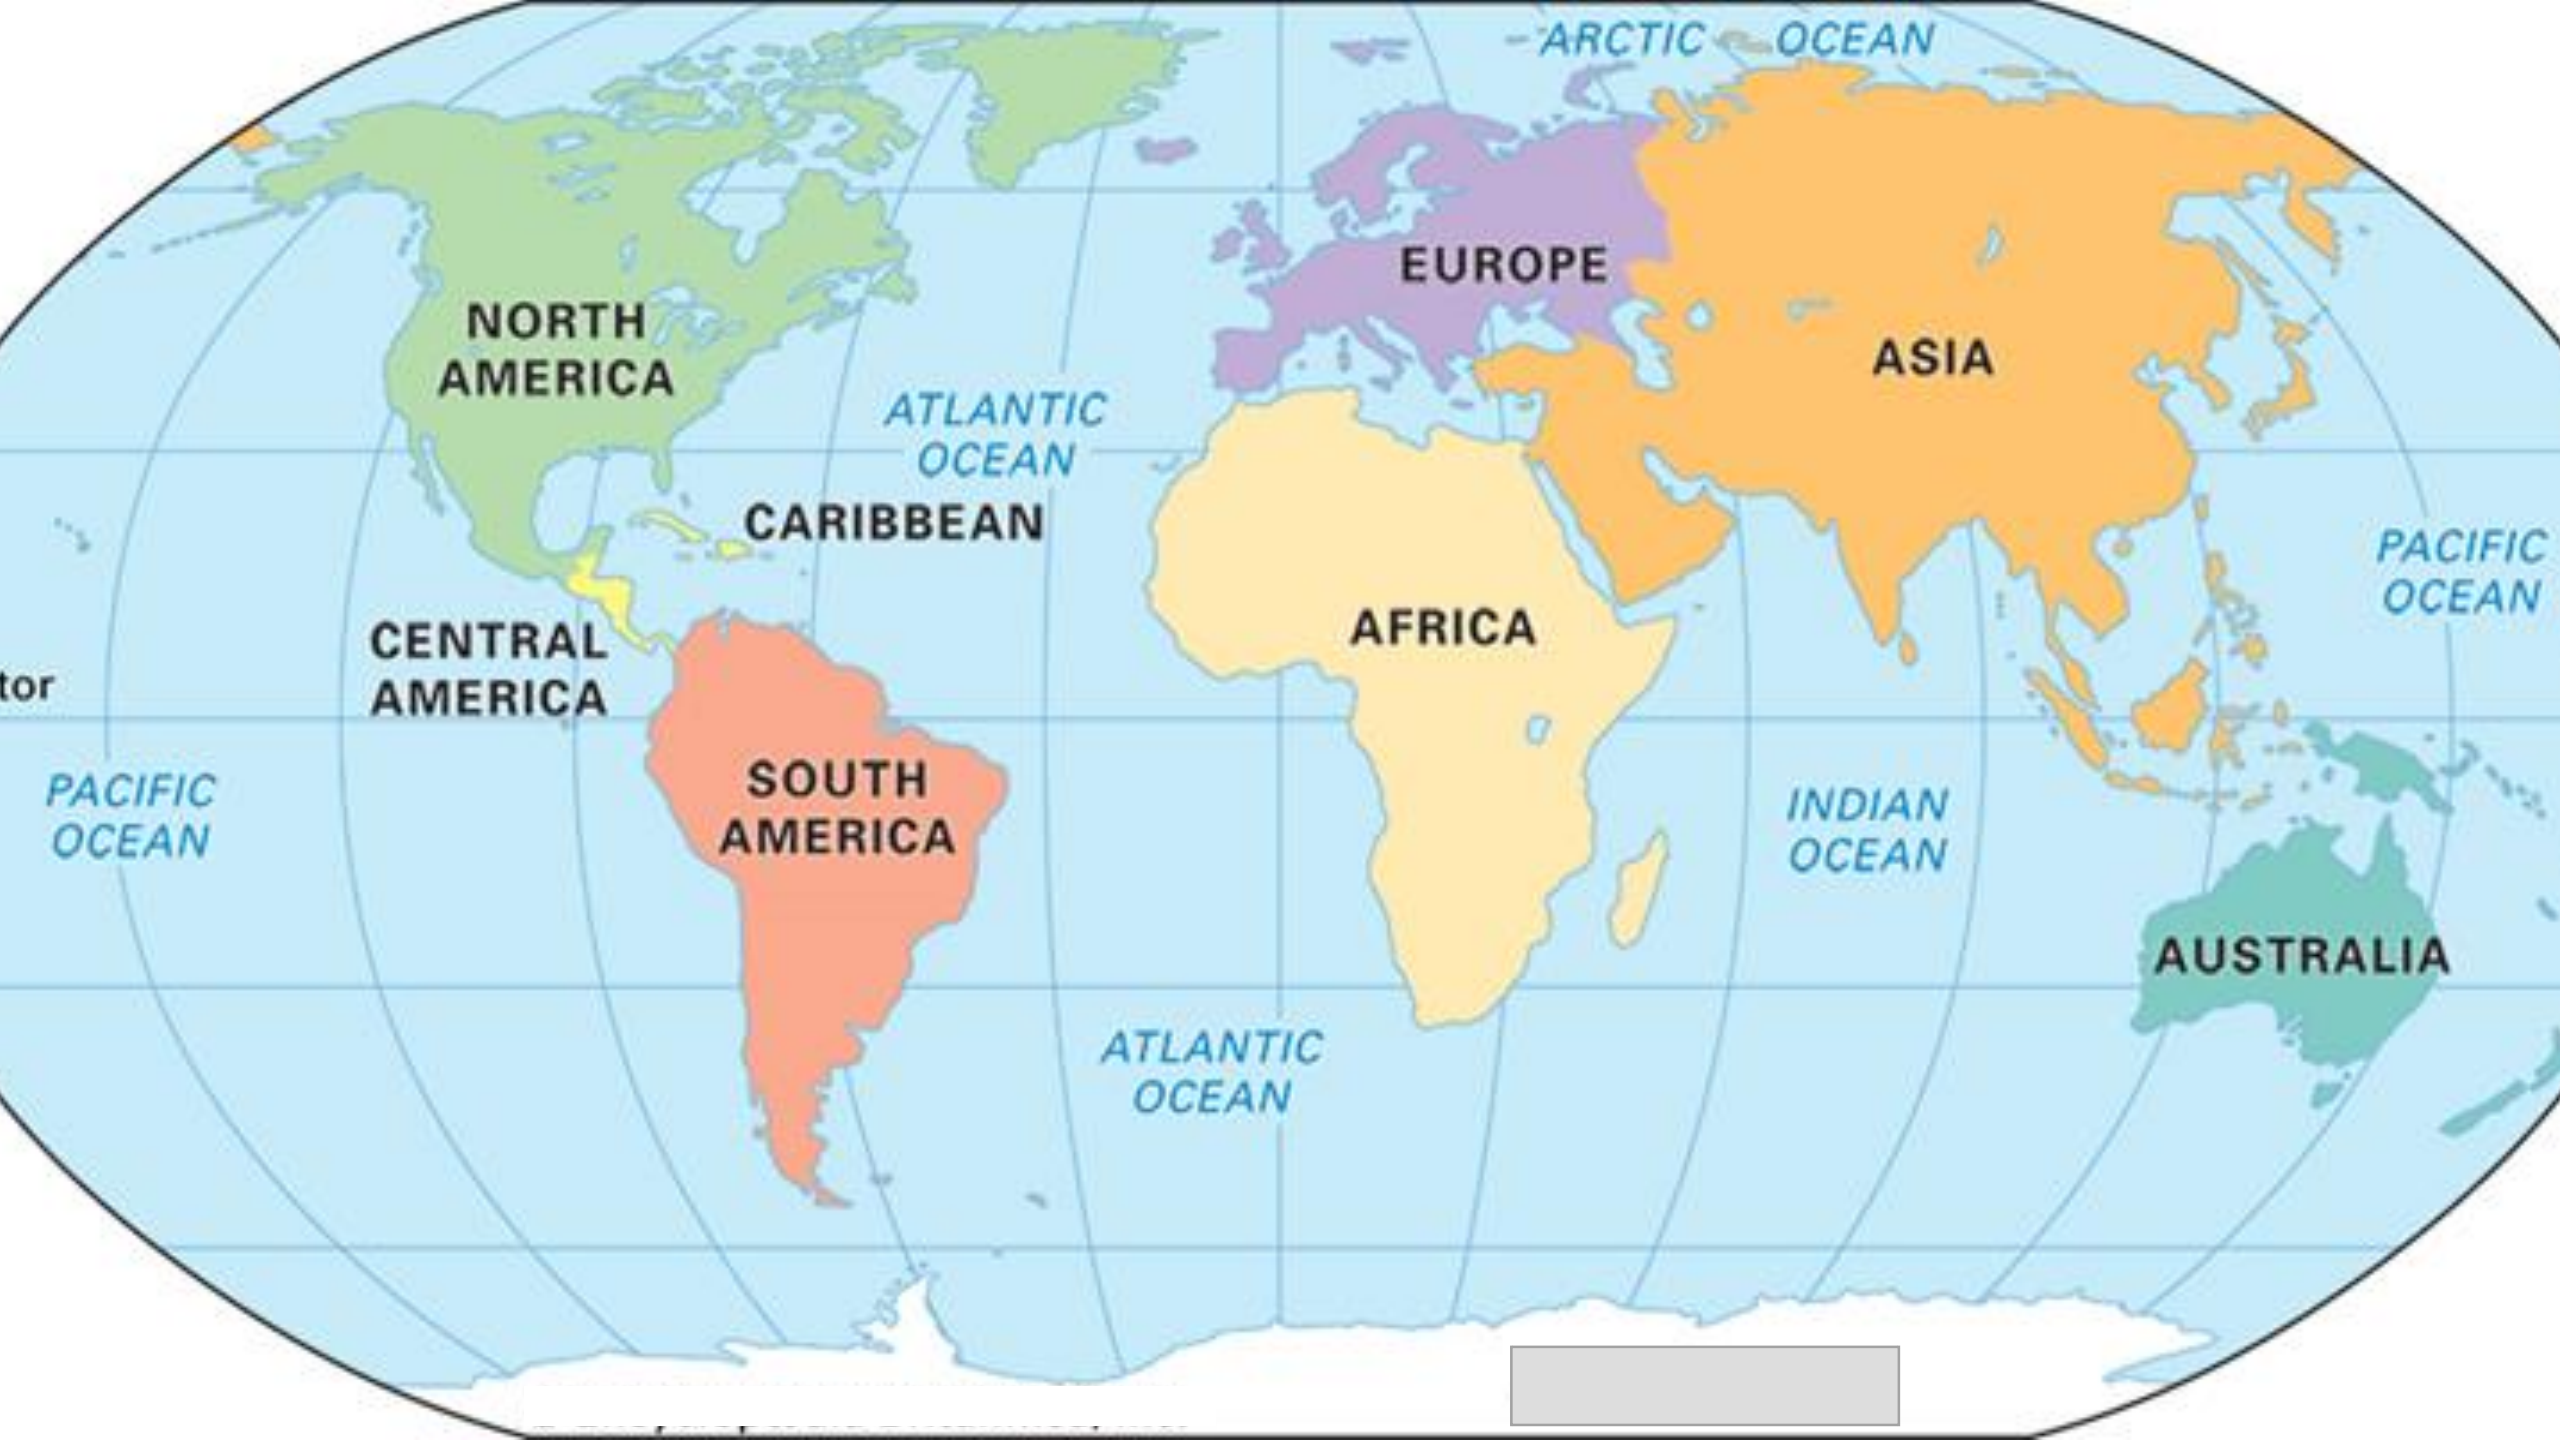 ARCTIC OCEAN
EUROPE
NORTH
AMERICA
ASIA
ATLANTIC
OCEAN
CARIBBEAN
PACIFIC
OCEAN
AFRICA
CENTRAL
AMERICA
tor
SOUTH
AMERICA
PACIFIC
OCEAN
INDIAN
OCEAN
AUSTRALIA
ATLANTIC
OCEAN